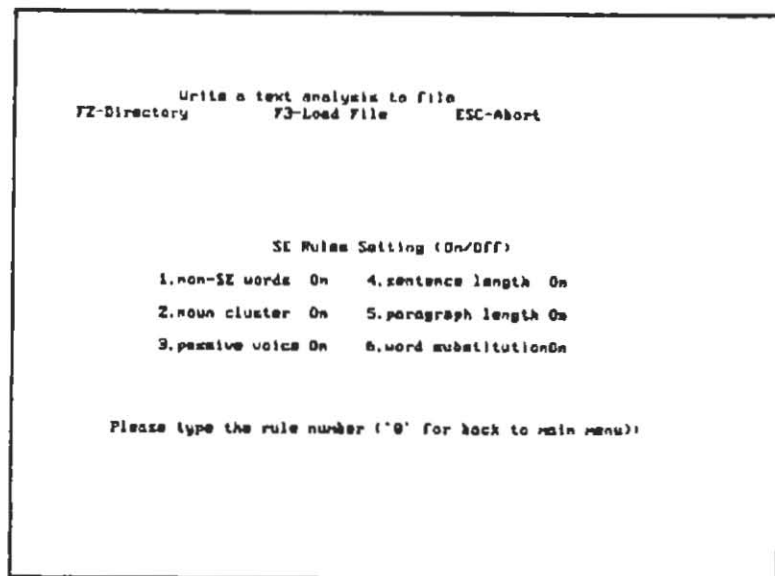 Write a text analysis to file
F2-Directory F3-Load File ESC-Abort
SE Rules Setting (On/Off)
1.non-SE words On 4.sentence length On
2.noun cluster On 5.paragraph length On
3.passive voice On 6.word substitutionOn
Please type the rule number ('0' for back to main menu):